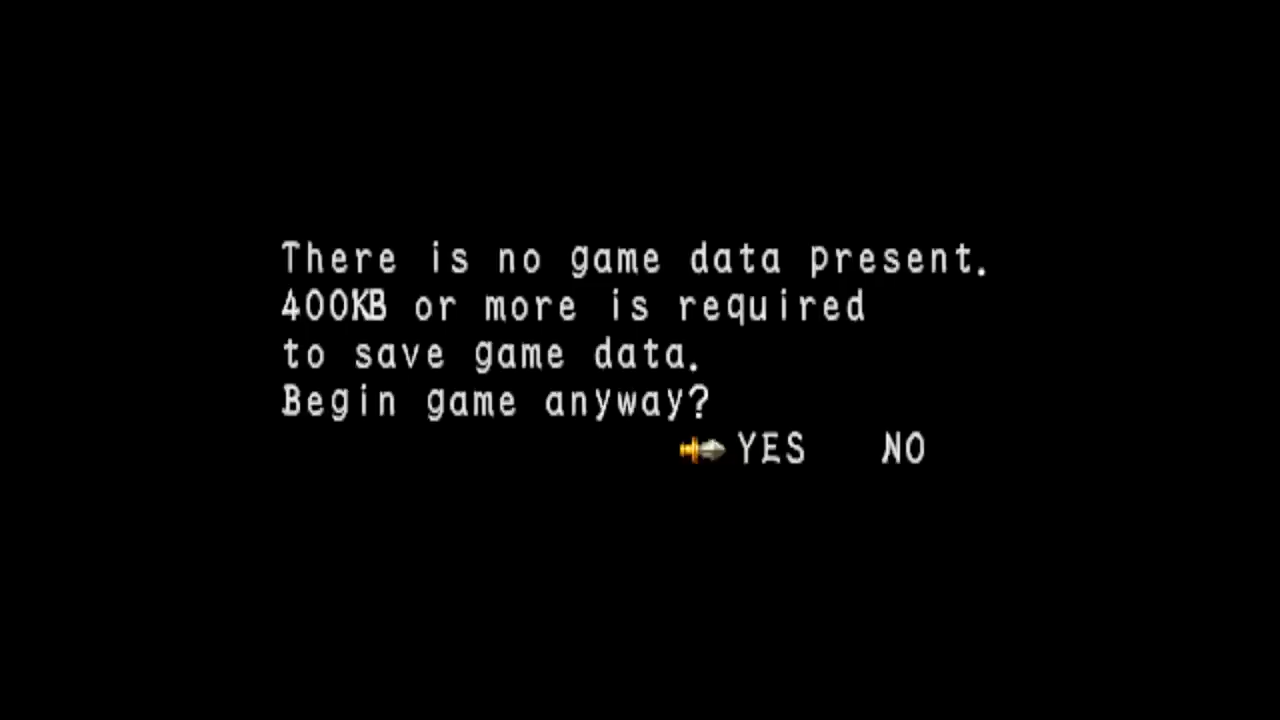 There is no game data present.
400KB or more is required
to save game data.
Begin game anyway?
YES NO